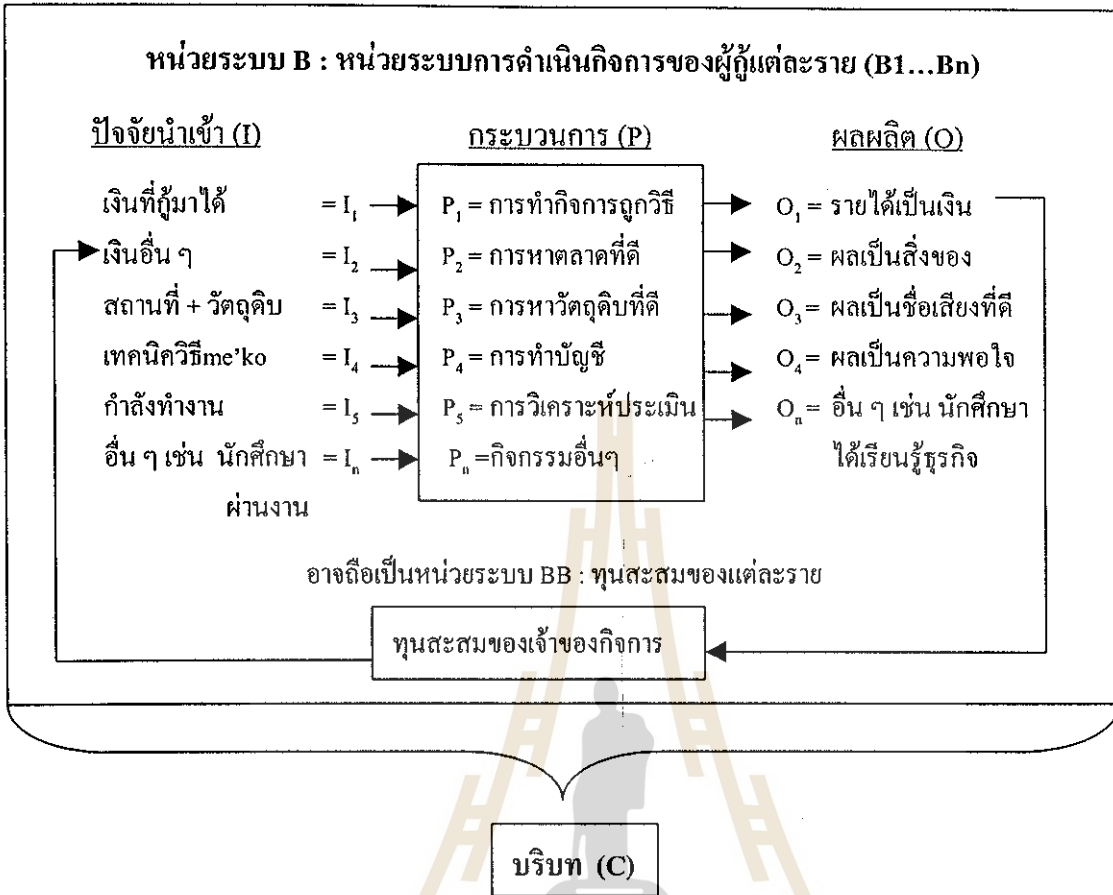 หน่วยระบบ B : หน่วยระบบการดำเนินกิจการของผู้กู้แต่ละราย (B1...Bn)
ปัจจัยนำเข้า (I) กระบวนการ (P) ผลผลิต (O)
เงินที่กู้มาได้ = I₁ P₁ = การทำกิจการถูกวิธี O₁ = รายได้เป็นเงิน
เงินอื่น ๆ = I₂ P₂ = การหาตลาดที่ดี O₂ = ผลเป็นสิ่งของ
สถานที่ + วัตถุดิบ = I₃ P₃ = การหาวัตถุดิบที่ดี O₃ = ผลเป็นชื่อเสียงที่ดี
เทคนิควิธีme'ko = I₄ P₄ = การทำบัญชี O₄ = ผลเป็นความพอใจ
กำลังทำงาน = I₅ P₅ = การวิเคราะห์ประเมิน Oₙ = อื่น ๆ เช่น นักศึกษา
อื่น ๆ เช่น นักศึกษา = Iₙ Pₙ =กิจกรรมอื่นๆ ได้เรียนรู้ธุรกิจ
ผ่านงาน
อาจถือเป็นหน่วยระบบ BB : ทุนสะสมของแต่ละราย
ทุนสะสมของเจ้าของกิจการ
บริบท (C)